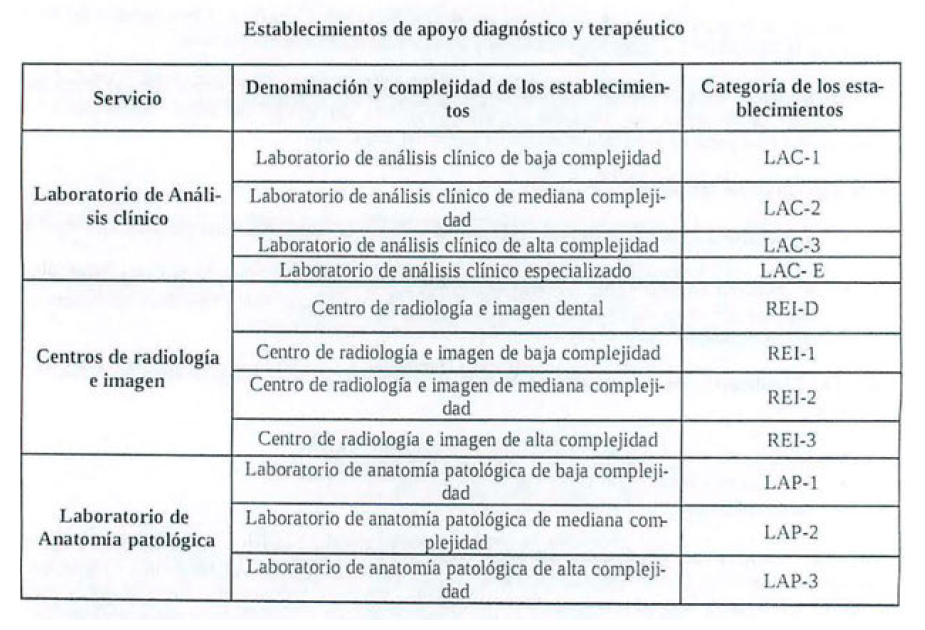 Establecimientos de apoyo diagnóstico y terapéutico
Servicio
Denominación y complejidad de los establecimien-
tos
Categoría de los esta-
blecimientos
Laboratorio de Análi-
sis clínico
Laboratorio de análisis clínico de baja complejidad
LAC-1
Laboratorio de análisis clínico de mediana compleji-
dad
LAC-2
Laboratorio de análisis clínico de alta complejidad
LAC-3
Laboratorio de análisis clínico especializado
LAC- E
Centros de radiología
e imagen
Centro de radiología e imagen dental
REI-D
Centro de radiología e imagen de baja complejidad
REI-1
Centro de radiología e imagen de mediana compleji-
dad
REI-2
Centro de radiología e imagen de alta complejidad
REI-3
Laboratorio de
Anatomía patológica
Laboratorio de anatomía patológica de baja compleji-
dad
LAP-1
Laboratorio de anatomía patológica de mediana com-
plejidad
LAP-2
Laboratorio de anatomía patológica de alta compleji-
dad
LAP-3